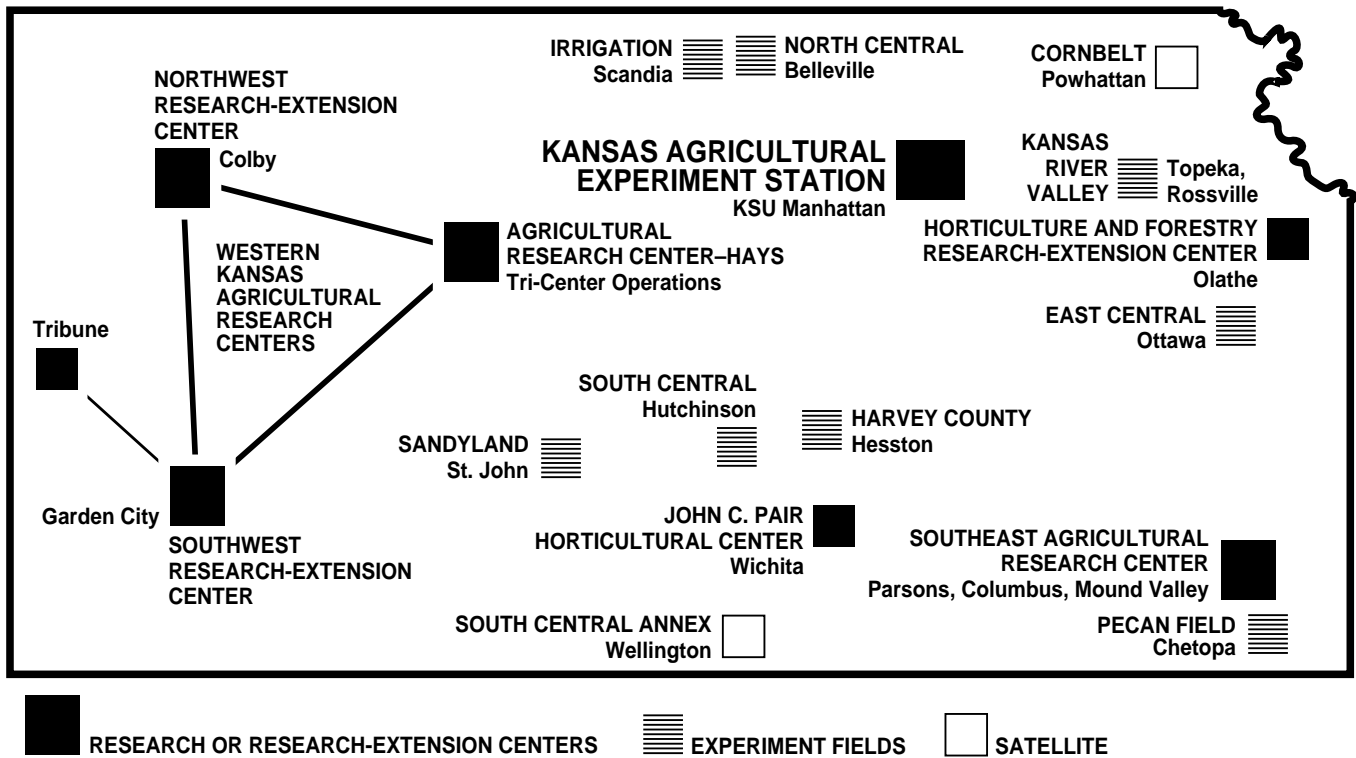 IRRIGATION
Scandia
NORTH CENTRAL
Belleville
CORNBELT
Powhattan
NORTHWEST
RESEARCH-EXTENSION
CENTER
Colby
KANSAS AGRICULTURAL
EXPERIMENT STATION
KSU Manhattan
KANSAS
RIVER
VALLEY
Topeka,
Rossville
AGRICULTURAL
RESEARCH CENTER–HAYS
Tri-Center Operations
HORTICULTURE AND FORESTRY
RESEARCH-EXTENSION CENTER
Olathe
WESTERN
KANSAS
AGRICULTURAL
RESEARCH
CENTERS
Tribune
EAST CENTRAL
Ottawa
SOUTH CENTRAL
Hutchinson
HARVEY COUNTY
Hesston
SANDYLAND
St. John
Garden City
SOUTHWEST
RESEARCH-EXTENSION
CENTER
JOHN C. PAIR
HORTICULTURAL CENTER
Wichita
SOUTHEAST AGRICULTURAL
RESEARCH CENTER
Parsons, Columbus, Mound Valley
SOUTH CENTRAL ANNEX
Wellington
PECAN FIELD
Chetopa
RESEARCH OR RESEARCH-EXTENSION CENTERS
EXPERIMENT FIELDS
SATELLITE